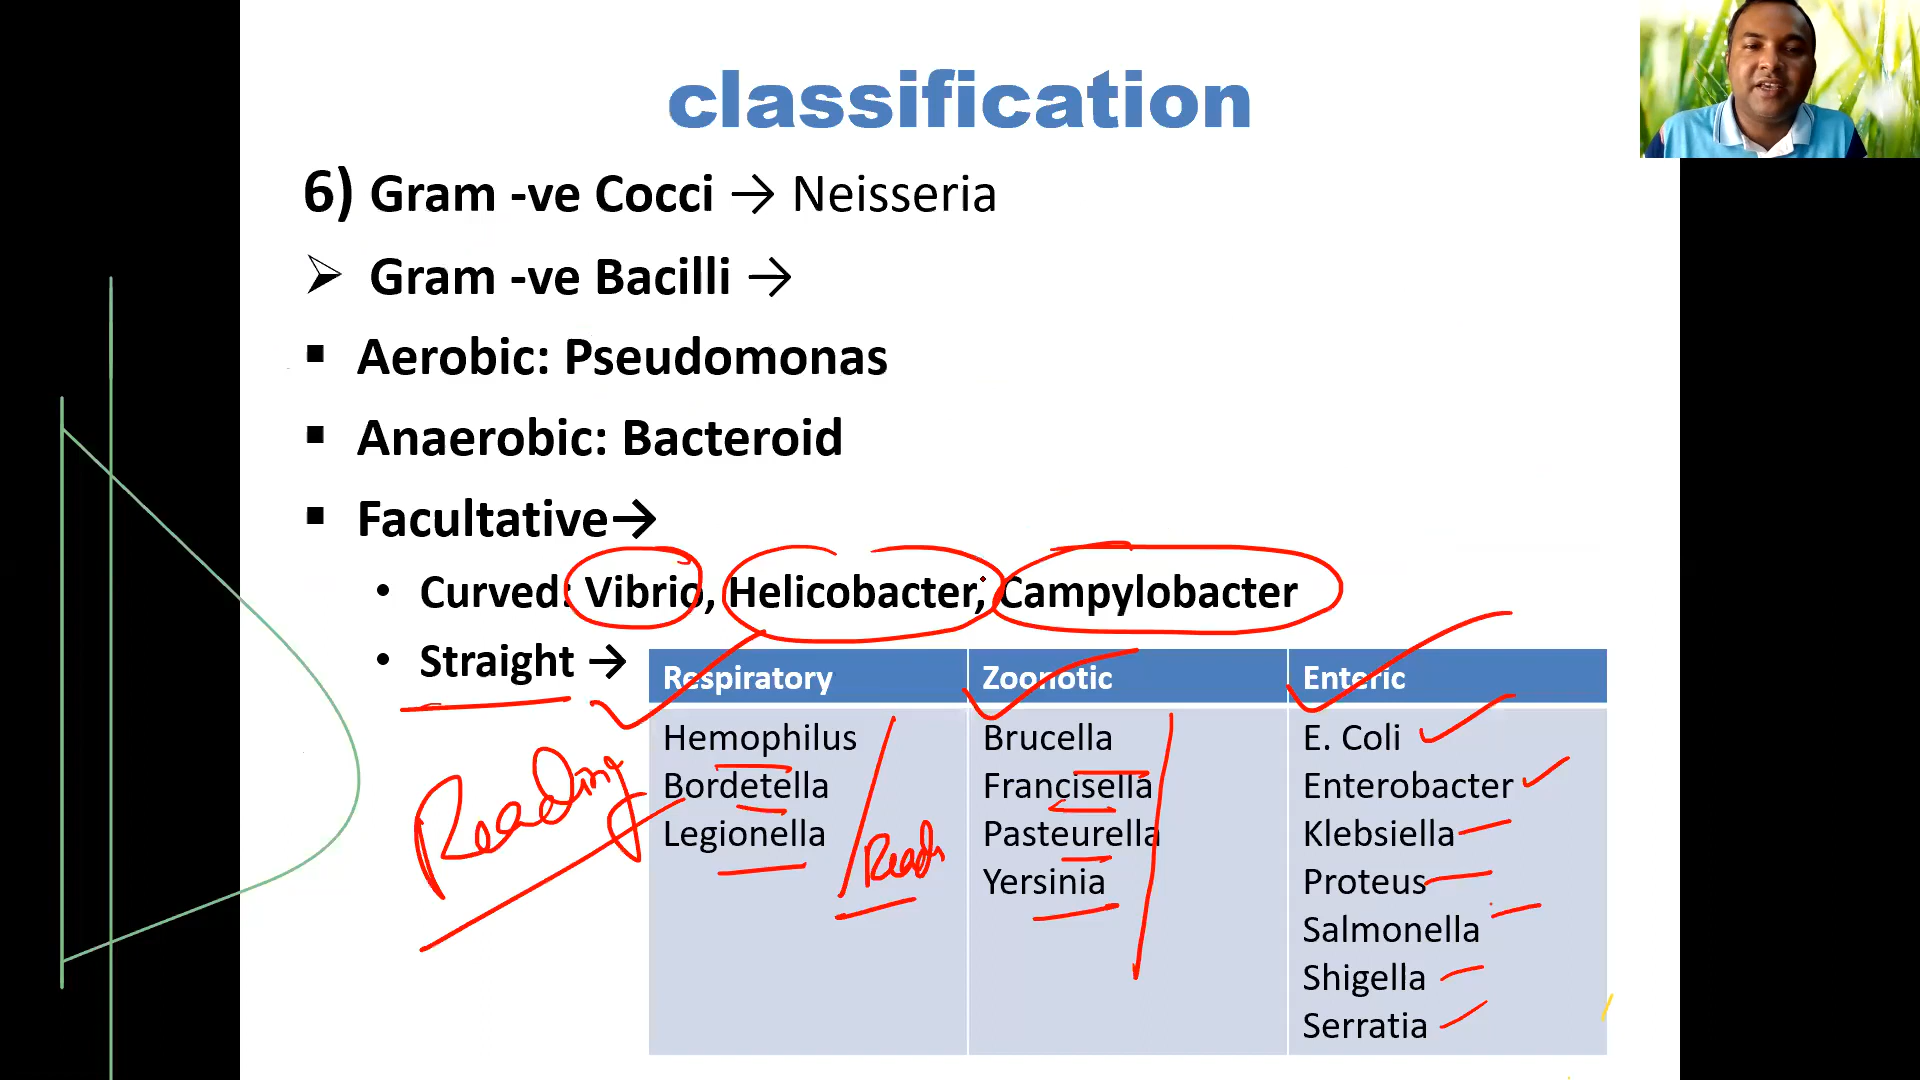 classification
6) Gram -ve Cocci → Neisseria
➢ Gram -ve Bacilli →
▪ Aerobic: Pseudomonas
▪ Anaerobic: Bacteroid
▪ Facultative→
• Curved: Vibrio, Helicobacter, Campylobacter
• Straight →
Respiratory Zoonotic Enteric
Hemophilus Brucella E. Coli
Bordetella Francisella Enterobacter
Legionella Pasteurella Klebsiella
Yersinia Proteus
Salmonella
Shigella
Serratia
Reading
Read